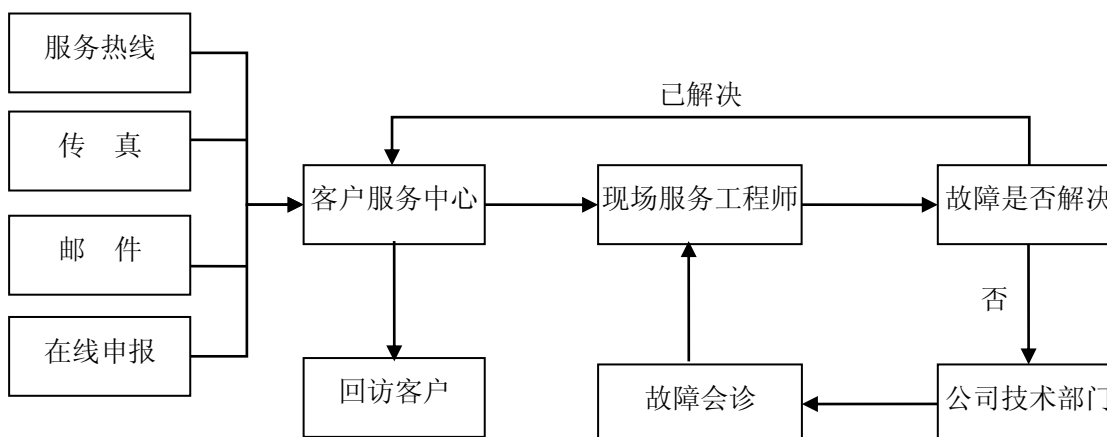 服务热线
传 真
邮 件
在线申报
已解决
客户服务中心
现场服务工程师
故障是否解决
否
回访客户
故障会诊
公司技术部门